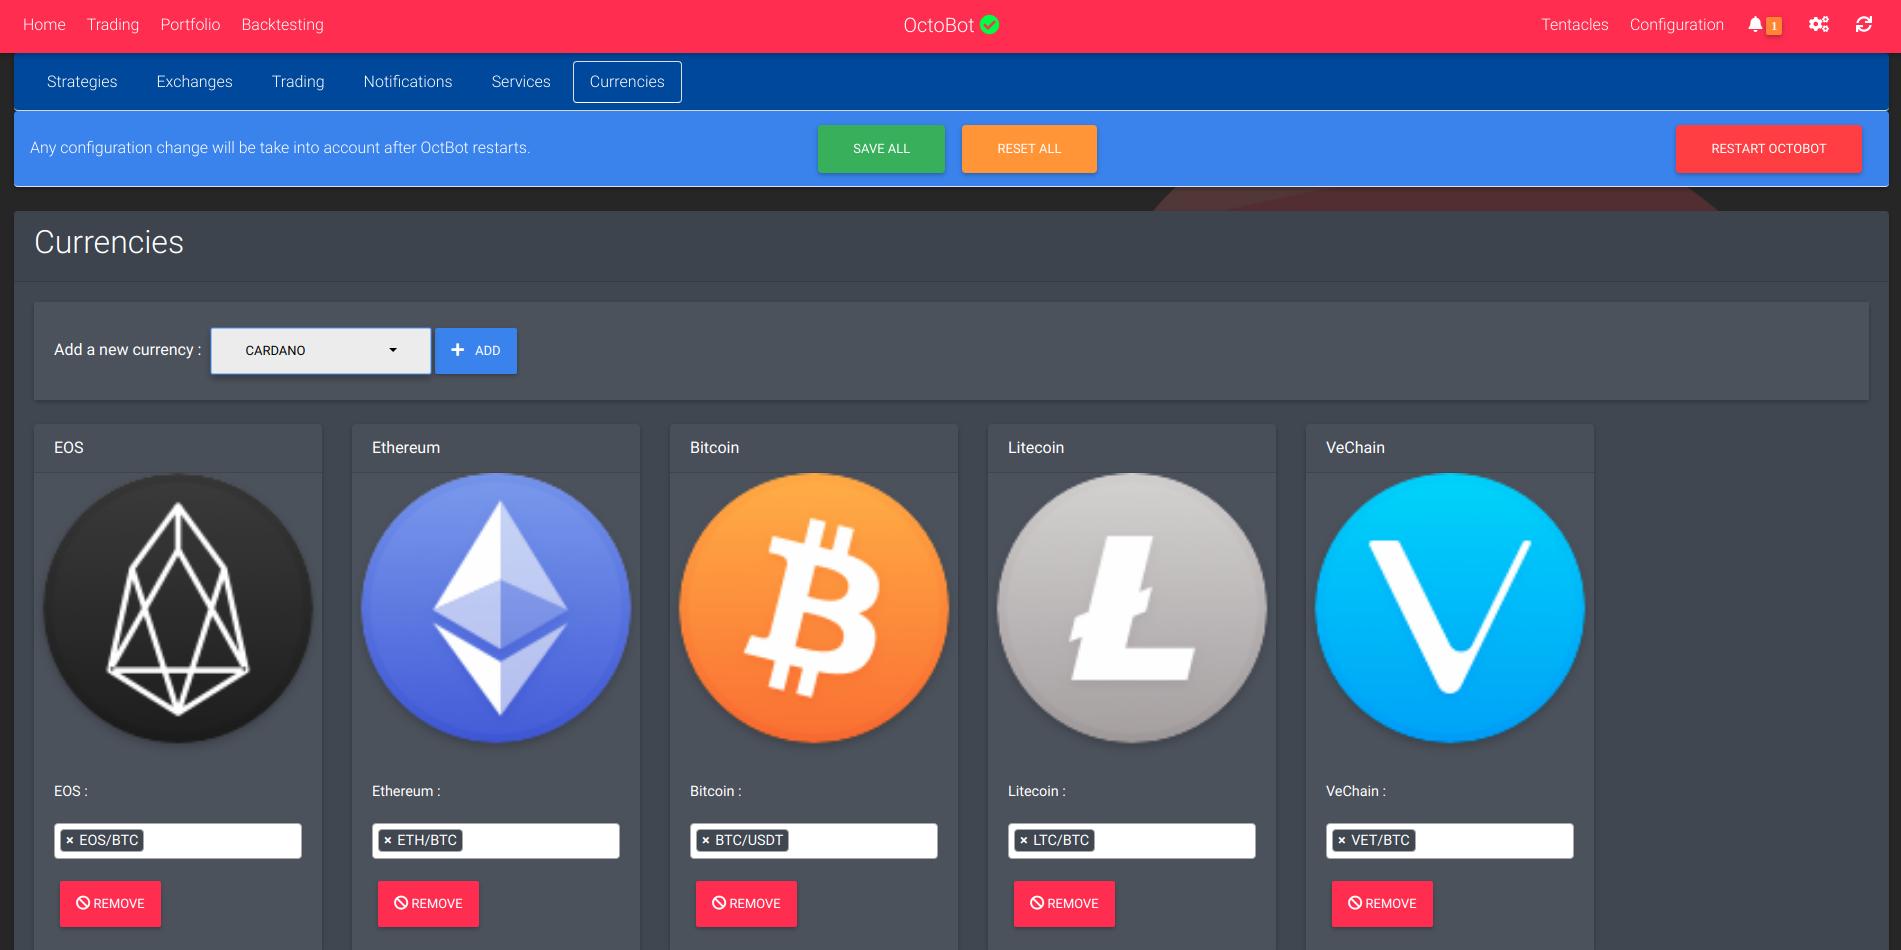 Home Trading Portfolio Backtesting OctoBot Tentacles Configuration 1
Strategies Exchanges Trading Notifications Services Currencies
Any configuration change will be take into account after OctBot restarts. SAVE ALL RESET ALL RESTART OCTOBOT
Currencies
Add a new currency : CARDANO ADD
EOS Ethereum Bitcoin Litecoin VeChain
EOS : Ethereum : Bitcoin : Litecoin : VeChain :
× EOS/BTC × ETH/BTC × BTC/USDT × LTC/BTC × VET/BTC
REMOVE REMOVE REMOVE REMOVE REMOVE